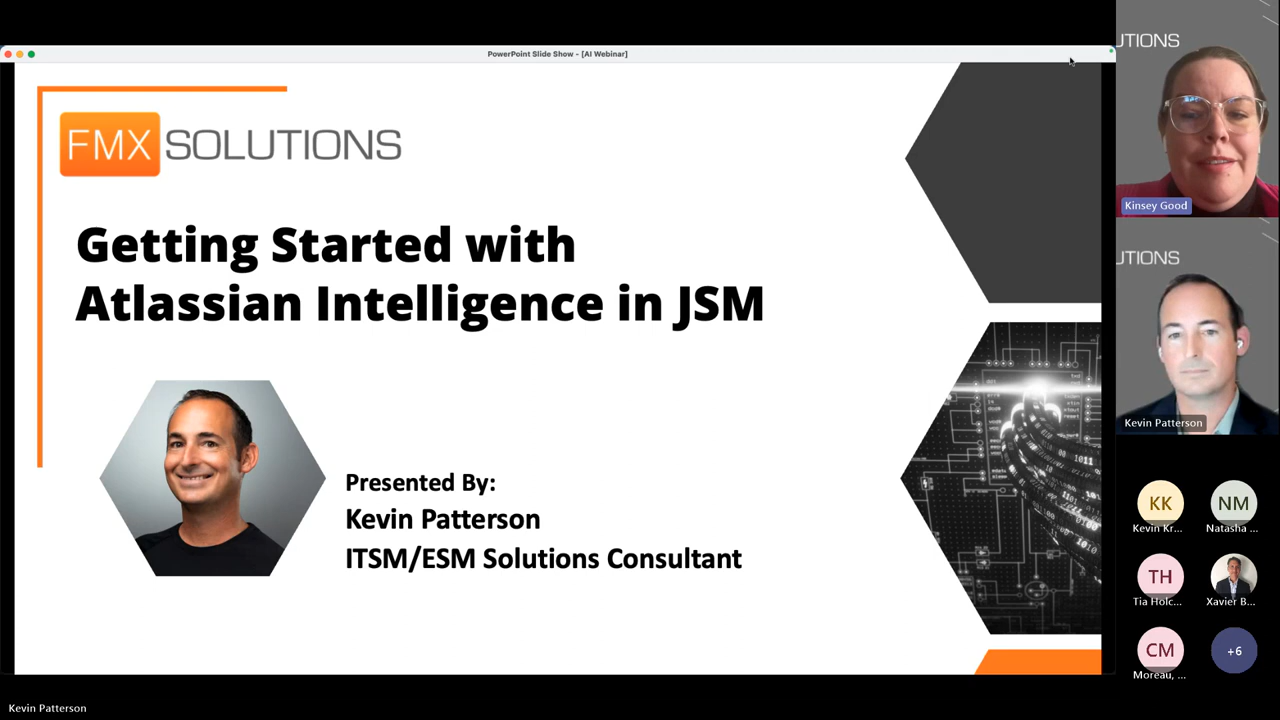 PowerPoint Slide Show - [AI Webinar]
FMX SOLUTIONS
Getting Started with
Atlassian Intelligence in JSM
Presented By:
Kevin Patterson
ITSM/ESM Solutions Consultant
UTIONS
Kinsey Good
UTIONS
Kevin Patterson
KK
Kevin Kr...
NM
Natasha ...
TH
Tia Holc...
Xavier B...
CM
Moreau, ...
+6
Kevin Patterson